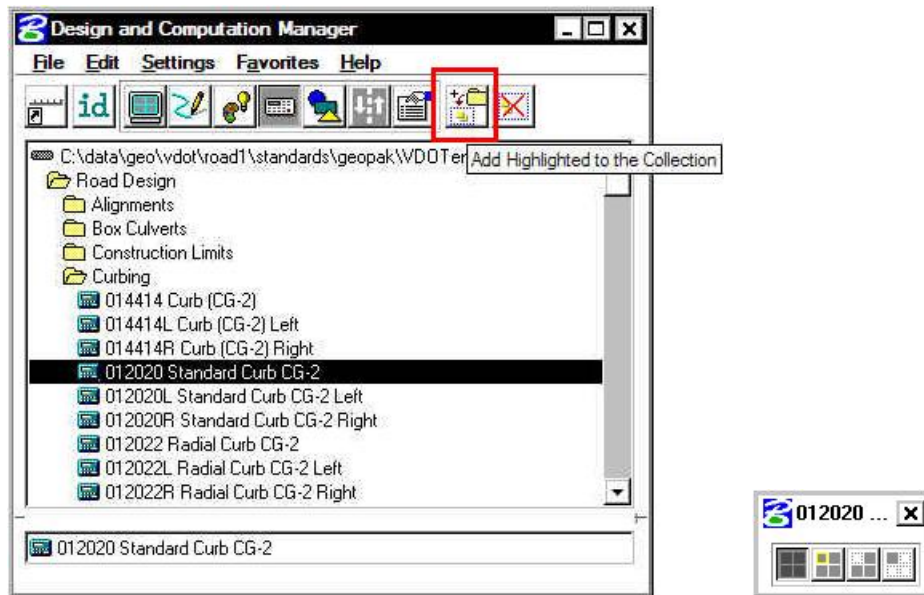 Design and Computation Manager
File Edit Settings Favorites Help
id
Add Highlighted to the Collection
C:\data\geo\vdot\road1\standards\geopak\VDOTer
Road Design
Alignments
Box Culverts
Construction Limits
Curbing
014414 Curb (CG-2)
014414L Curb (CG-2) Left
014414R Curb (CG-2) Right
012020 Standard Curb CG-2
012020L Standard Curb CG-2 Left
012020R Standard Curb CG-2 Right
012022 Radial Curb CG-2
012022L Radial Curb CG-2 Left
012022R Radial Curb CG-2 Right
012020 Standard Curb CG-2
012020 ...